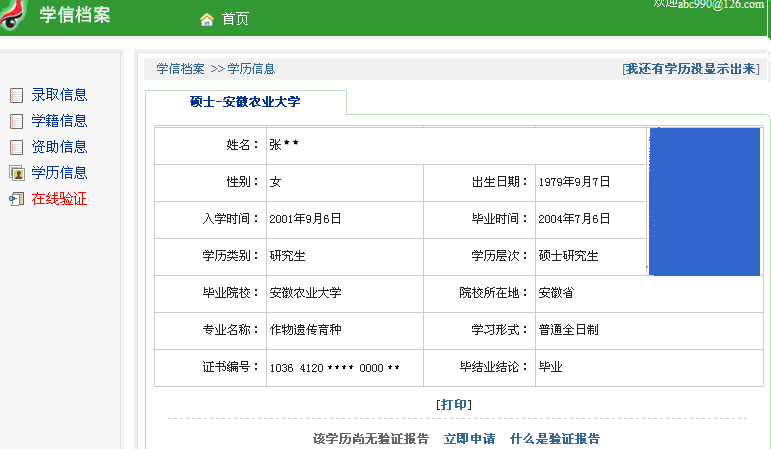 学信档案 首页 欢迎abc990@126.com
学信档案 >> 学历信息 [我还有学历没显示出来]
录取信息
学籍信息
资助信息
学历信息
在线验证
硕士-安徽农业大学
姓名： 张**
性别： 女 出生日期： 1979年9月7日
入学时间： 2001年9月6日 毕业时间： 2004年7月6日
学历类别： 研究生 学历层次： 硕士研究生
毕业院校： 安徽农业大学 院校所在地： 安徽省
专业名称： 作物遗传育种 学习形式： 普通全日制
证书编号： 1036 4120 **** 0000 ** 毕结业结论： 毕业
[打印]
该学历尚无验证报告 立即申请 什么是验证报告